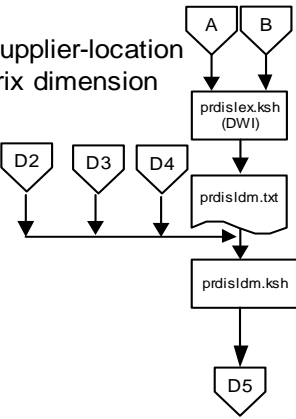 A B
upplier-location
rix dimension
prdislex.ksh
(DWI)
D2 D3 D4
prdisldm.txt
prdisldm.ksh
D5